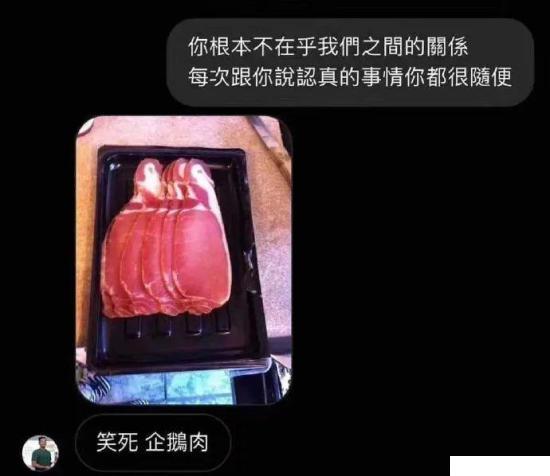 你根本不在乎我們之間的關係
每次跟你說認真的事情你都很隨便
笑死 企鵝肉